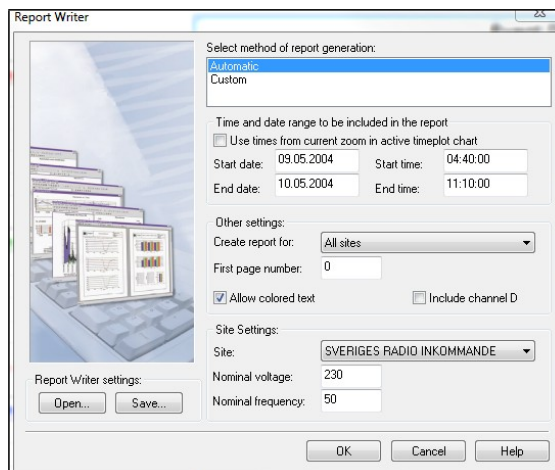 Report Writer
Select method of report generation:
Automatic
Custom
Time and date range to be included in the report
Use times from current zoom in active timeplot chart
Start date: 09.05.2004 Start time: 04:40:00
End date: 10.05.2004 End time: 11:10:00
Other settings:
Create report for: All sites
First page number: 0
Allow colored text Include channel D
Site Settings:
Site: SVERIGES RADIO INKOMMANDE
Nominal voltage: 230
Nominal frequency: 50
Report Writer settings:
Open... Save...
OK Cancel Help